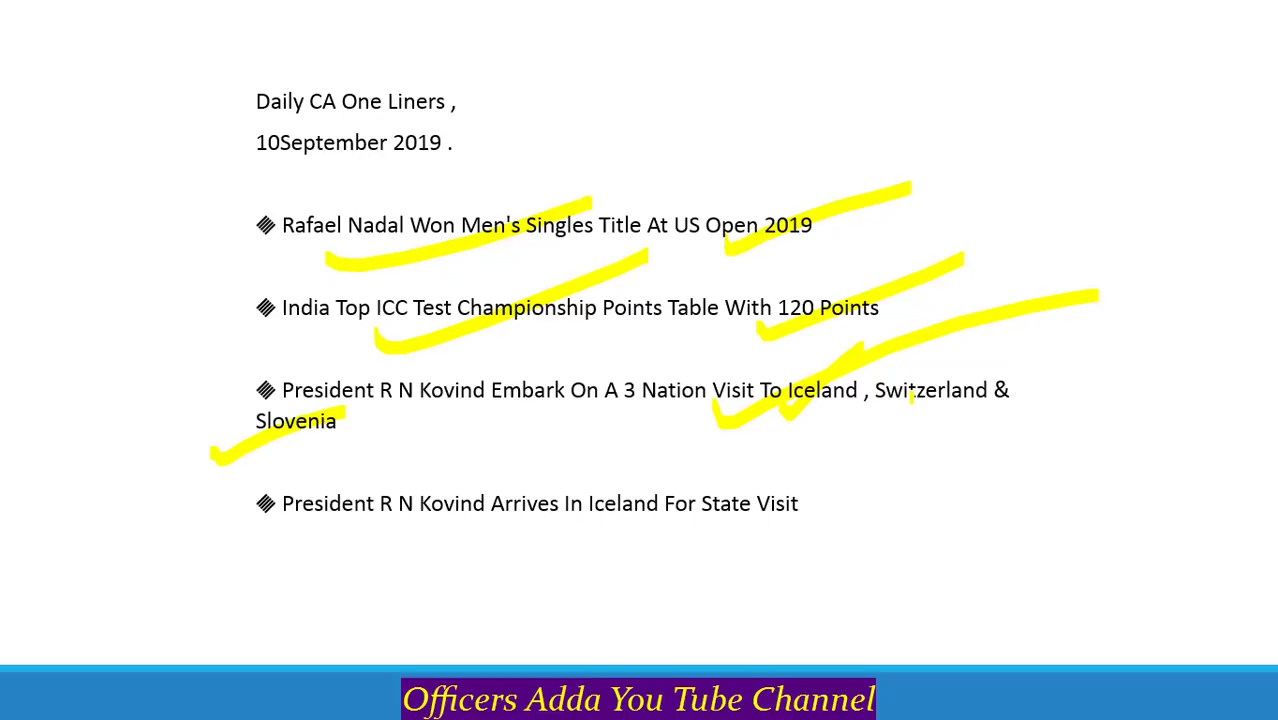 Daily CA One Liners ,
10September 2019 .
Rafael Nadal Won Men's Singles Title At US Open 2019
India Top ICC Test Championship Points Table With 120 Points
President R N Kovind Embark On A 3 Nation Visit To Iceland , Switzerland &
Slovenia
President R N Kovind Arrives In Iceland For State Visit
Officers Adda You Tube Channel